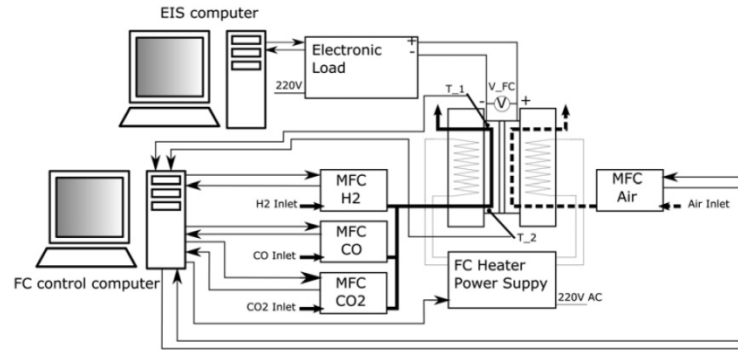 EIS computer
Electronic
Load
+
-
220V
T_1
V_FC
-
V
+
MFC
H2
H2 Inlet
MFC
CO
CO Inlet
MFC
CO2
CO2 Inlet
MFC
Air
Air Inlet
T_2
FC Heater
Power Suppy
220V AC
FC control computer